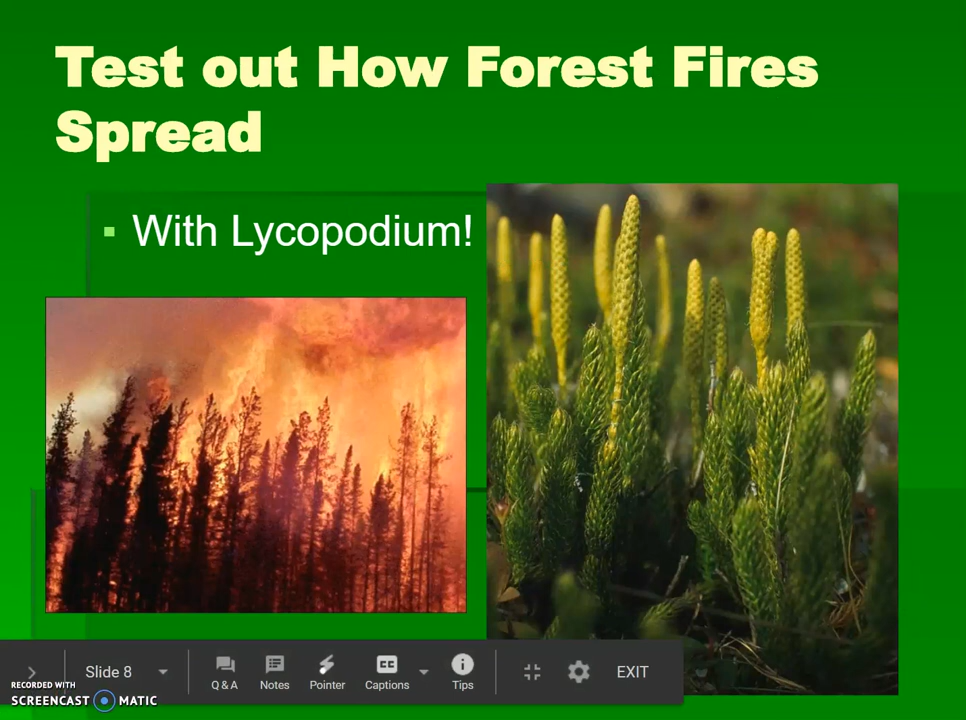 Test out How Forest Fires
Spread
With Lycopodium!
Slide 8
Q & A
Notes
Pointer
CC
Captions
Tips
EXIT
RECORDED WITH
SCREENCAST MATIC